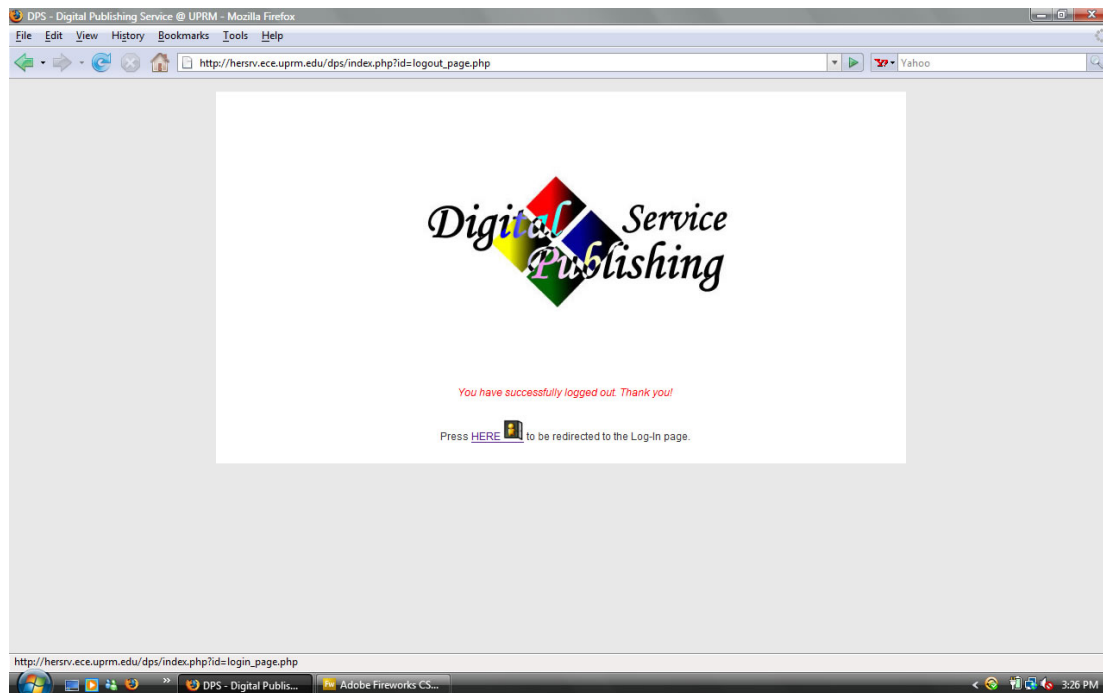 DPS - Digital Publishing Service @ UPRM - Mozilla Firefox
File Edit View History Bookmarks Tools Help
http://hersrv.ece.uprm.edu/dps/index.php?id=logout_page.php
Yahoo
Digital Service
Publishing
You have successfully logged out. Thank you!
Press HERE to be redirected to the Log-In page.
http://hersrv.ece.uprm.edu/dps/index.php?id=login_page.php
DPS - Digital Publis... Fw Adobe Fireworks CS... 3:26 PM